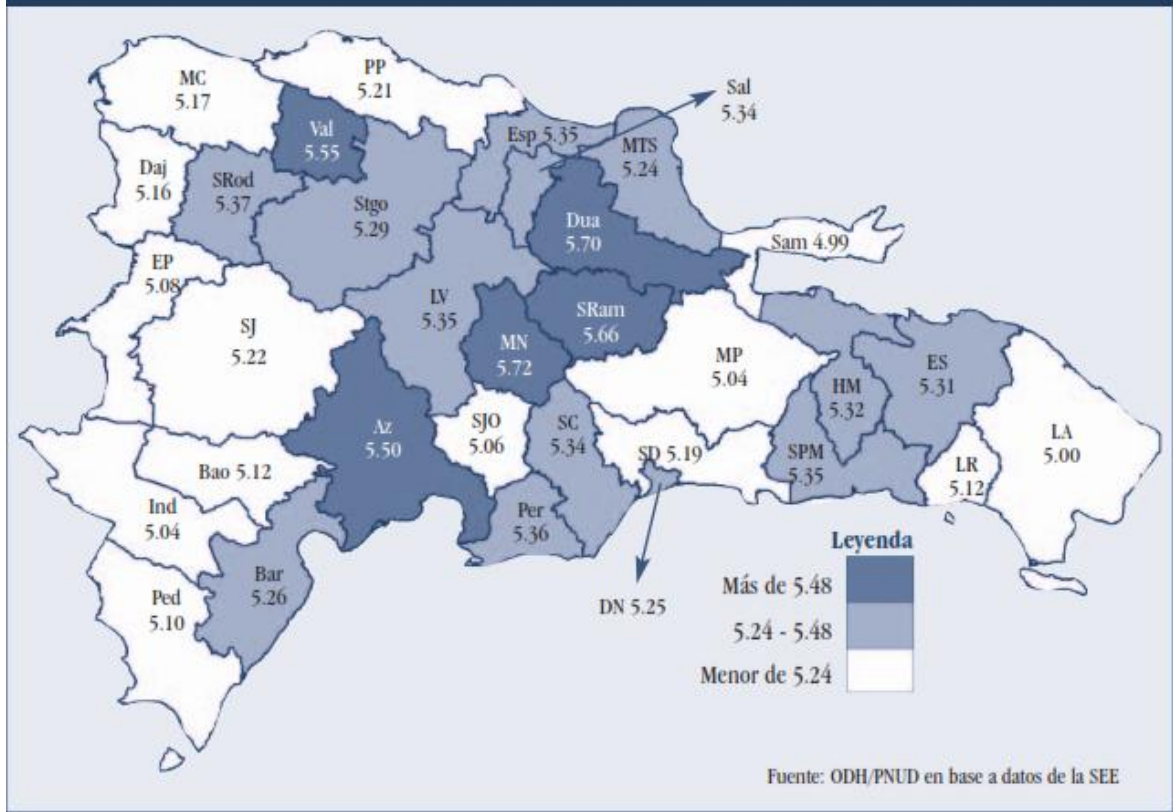 MC
5.17
PP
5.21
Sal
5.34
Val
5.55
Esp 5.35
MTS
5.24
Daj
5.16
SRod
5.37
Stgo
5.29
Dua
5.70
Sam 4.99
EP
5.08
SJ
5.22
LV
5.35
MN
5.72
SRam
5.66
MP
5.04
HM
5.32
ES
5.31
LA
5.00
Az
5.50
SJO
5.06
SC
5.34
SD 5.19
SPM
5.35
LR
5.12
Bao 5.12
Ind
5.04
Per
5.36
Bar
5.26
Ped
5.10
DN 5.25
Leyenda
Más de 5.48
5.24 - 5.48
Menor de 5.24
Fuente: ODH/PNUD en base a datos de la SEE